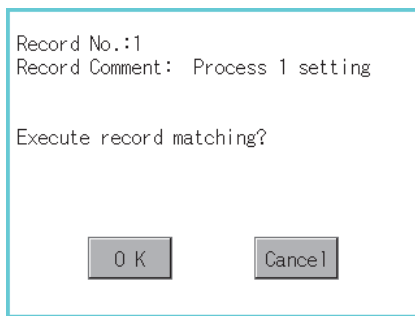 Record No.:1
Record Comment: Process 1 setting
Execute record matching?
O K
Cancel